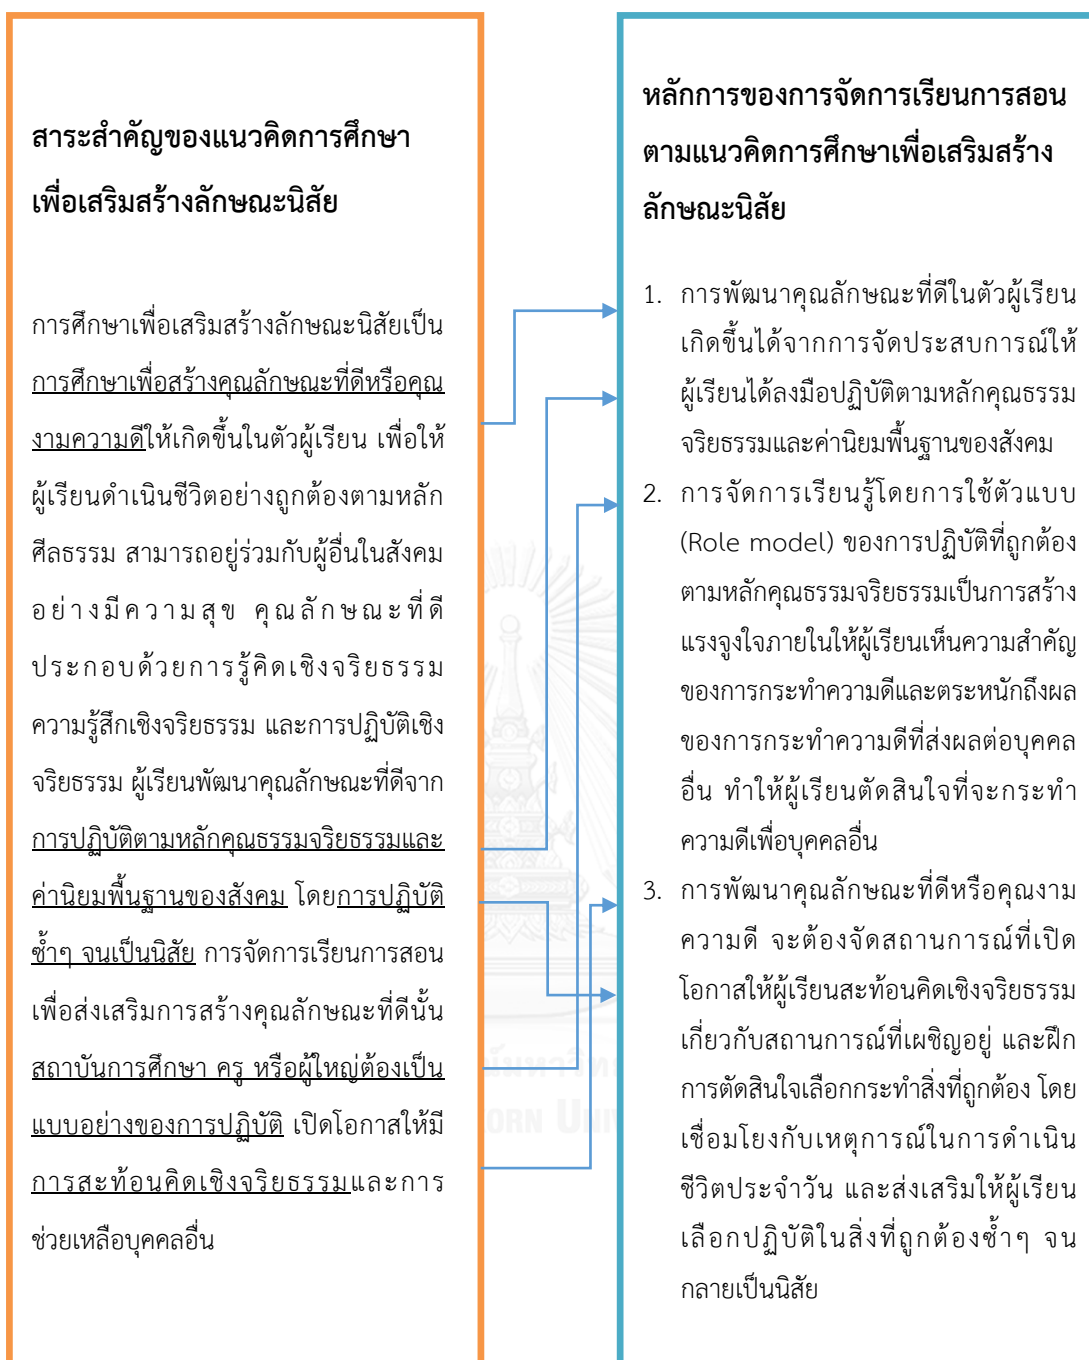 สาระสำคัญของแนวคิดการศึกษา
เพื่อเสริมสร้างลักษณะนิสัย
การศึกษาเพื่อเสริมสร้างลักษณะนิสัยเป็น
การศึกษาเพื่อสร้างคุณลักษณะที่ดีหรือคุณ
งามความดีให้เกิดขึ้นในตัวผู้เรียน เพื่อให้
ผู้เรียนดำเนินชีวิตอย่างถูกต้องตามหลัก
ศีลธรรม สามารถอยู่ร่วมกับผู้อื่นในสังคม
อย่างมีความสุข คุณลักษณะที่ดี
ประกอบด้วยการรู้คิดเชิงจริยธรรม
ความรู้สึกเชิงจริยธรรม และการปฏิบัติเชิง
จริยธรรม ผู้เรียนพัฒนาคุณลักษณะที่ดีจาก
การปฏิบัติตามหลักคุณธรรมจริยธรรมและ
ค่านิยมพื้นฐานของสังคม โดยการปฏิบัติ
ซ้ำๆ จนเป็นนิสัย การจัดการเรียนการสอน
เพื่อส่งเสริมการสร้างคุณลักษณะที่ดีนั้น
สถาบันการศึกษา ครู หรือผู้ใหญ่ต้องเป็น
แบบอย่างของการปฏิบัติ เปิดโอกาสให้มี
การสะท้อนคิดเชิงจริยธรรมและการ
ช่วยเหลือบุคคลอื่น
หลักการของการจัดการเรียนการสอน
ตามแนวคิดการศึกษาเพื่อเสริมสร้าง
ลักษณะนิสัย
1. การพัฒนาคุณลักษณะที่ดีในตัวผู้เรียน
เกิดขึ้นได้จากการจัดประสบการณ์ให้
ผู้เรียนได้ลงมือปฏิบัติตามหลักคุณธรรม
จริยธรรมและค่านิยมพื้นฐานของสังคม
2. การจัดการเรียนรู้โดยการใช้ตัวแบบ
(Role model) ของการปฏิบัติที่ถูกต้อง
ตามหลักคุณธรรมจริยธรรมเป็นการสร้าง
แรงจูงใจภายในให้ผู้เรียนเห็นความสำคัญ
ของการกระทำความดีและตระหนักถึงผล
ของการกระทำความดีที่ส่งผลต่อบุคคล
อื่น ทำให้ผู้เรียนตัดสินใจที่จะกระทำ
ความดีเพื่อบุคคลอื่น
3. การพัฒนาคุณลักษณะที่ดีหรือคุณงาม
ความดี จะต้องจัดสถานการณ์ที่เปิด
โอกาสให้ผู้เรียนสะท้อนคิดเชิงจริยธรรม
เกี่ยวกับสถานการณ์ที่เผชิญอยู่ และฝึก
การตัดสินใจเลือกกระทำสิ่งที่ถูกต้อง โดย
เชื่อมโยงกับเหตุการณ์ในการดำเนิน
ชีวิตประจำวัน และส่งเสริมให้ผู้เรียน
เลือกปฏิบัติในสิ่งที่ถูกต้องซ้ำๆ จน
กลายเป็นนิสัย